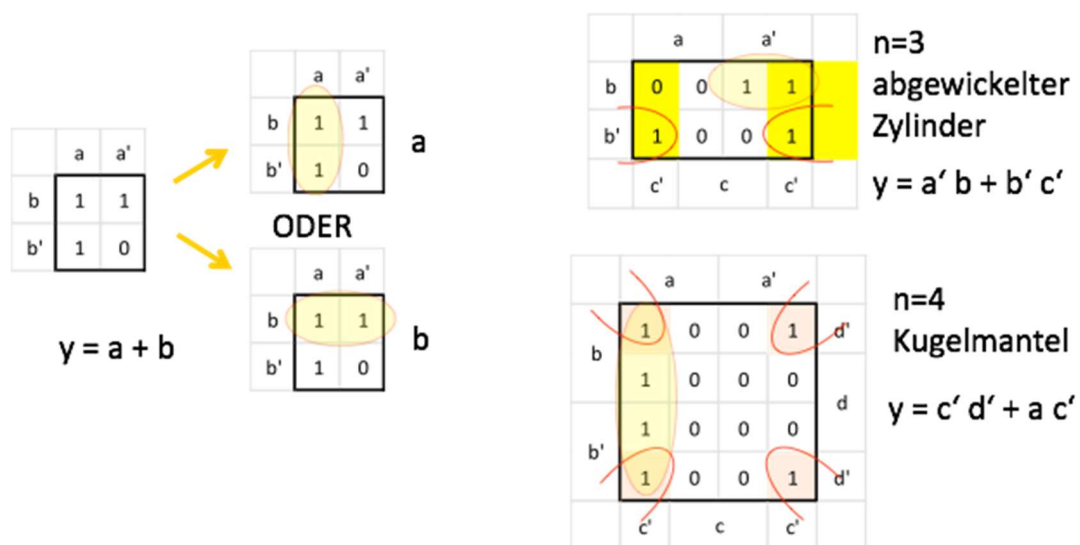 a a'
b 1 1
b' 1 0
y = a + b
a a'
b 1 1
b' 1 0
a
ODER
a a'
b 1 1
b' 1 0
b
a a'
b 0 0 1 1
b' 1 0 0 1
c' c c'
n=3
abgewickelter
Zylinder
y = a‘ b + b‘ c‘
a a'
1 0 0 1 d'
b
1 0 0 0
d
1 0 0 0
b'
1 0 0 1 d'
c' c c'
n=4
Kugelmantel
y = c‘ d‘ + a c‘